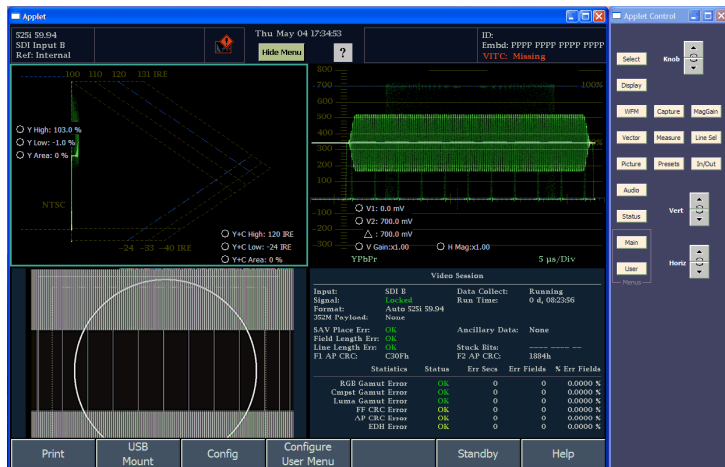 Applet
525i 59.94
SDI Input B
Ref: Internal
Thu May 04 17:34:53
Hide Menu
?
ID:
Embd: PPPP PPPP PPPP PPPP
VITC: Missing
100 110 120 131 IRE
Y High: 103.0 %
Y Low: -1.0 %
Y Area: 0 %
NTSC
Y+C High: 120 IRE
Y+C Low: -24 IRE
Y+C Area: 0 %
-24 -33 -40 IRE
800
700
600
500
400
300
200
100
-100
-200
-300
100%
V1: 0.0 mV
V2: 700.0 mV
△ : 700.0 mV
V Gain:x1.00
H Mag:x1.00
YPbPr
5 µs/Div
Video Session
Input: SDI B Data Collect: Running
Signal: Locked Run Time: 0 d, 08:23:56
Format: Auto 525i 59.94
352M Payload: None
SAV Place Err: OK Ancillary Data: None
Field Length Err: OK
Line Length Err: OK Stuck Bits: ---- ---- --
F1 AP CRC: C30Fh F2 AP CRC: 1884h
Statistics Status Err Secs Err Fields % Err Fields
RGB Gamut Error OK 0 0 0.0000 %
Cmpst Gamut Error OK 0 0 0.0000 %
Luma Gamut Error OK 0 0 0.0000 %
FF CRC Error OK 0 0 0.0000 %
AP CRC Error OK 0 0 0.0000 %
EDH Error OK 0 0 0.0000 %
Print
USB
Mount
Config
Configure
User Menu
Standby
Help
Applet Control
Select
Knob
Display
WFM Capture MagGain
Vector Measure Line Sel
Picture Presets In/Out
Audio
Status
Vert
Main
User
Menus
Horiz